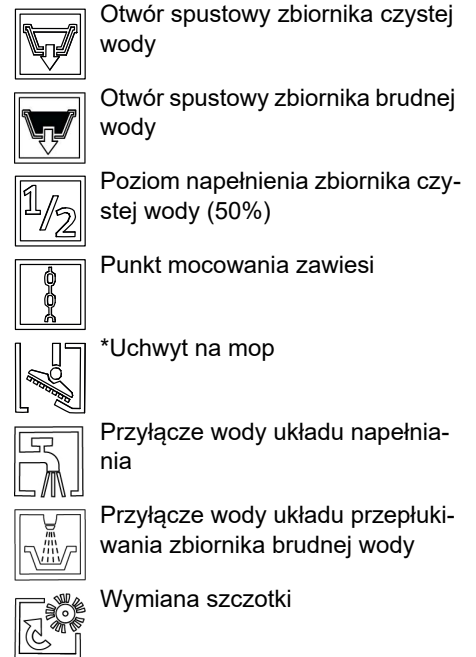 Otwór spustowy zbiornika czystej
wody
Otwór spustowy zbiornika brudnej
wody
1/2
Poziom napełnienia zbiornika czy-
stej wody (50%)
Punkt mocowania zawiesi
*Uchwyt na mop
Przyłącze wody układu napełnia-
nia
Przyłącze wody układu przepłuki-
wania zbiornika brudnej wody
Wymiana szczotki